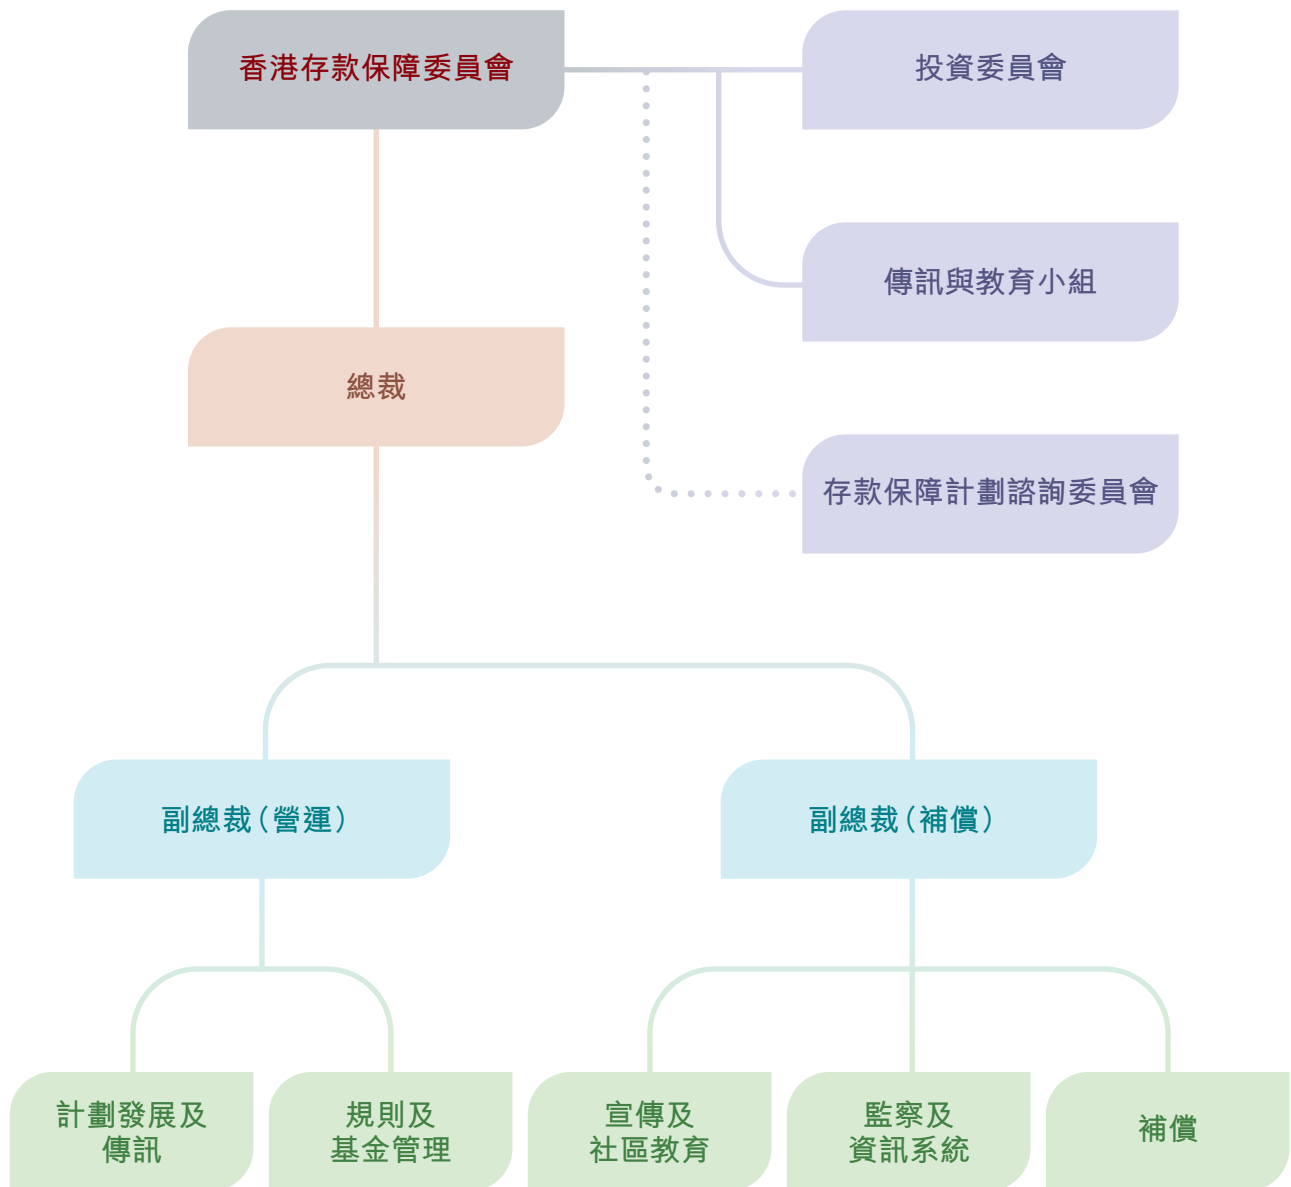 香港存款保障委員會
投資委員會
傳訊與教育小組
總裁
存款保障計劃諮詢委員會
副總裁（營運）
副總裁（補償）
計劃發展及
傳訊
規則及
基金管理
宣傳及
社區教育
監察及
資訊系統
補償